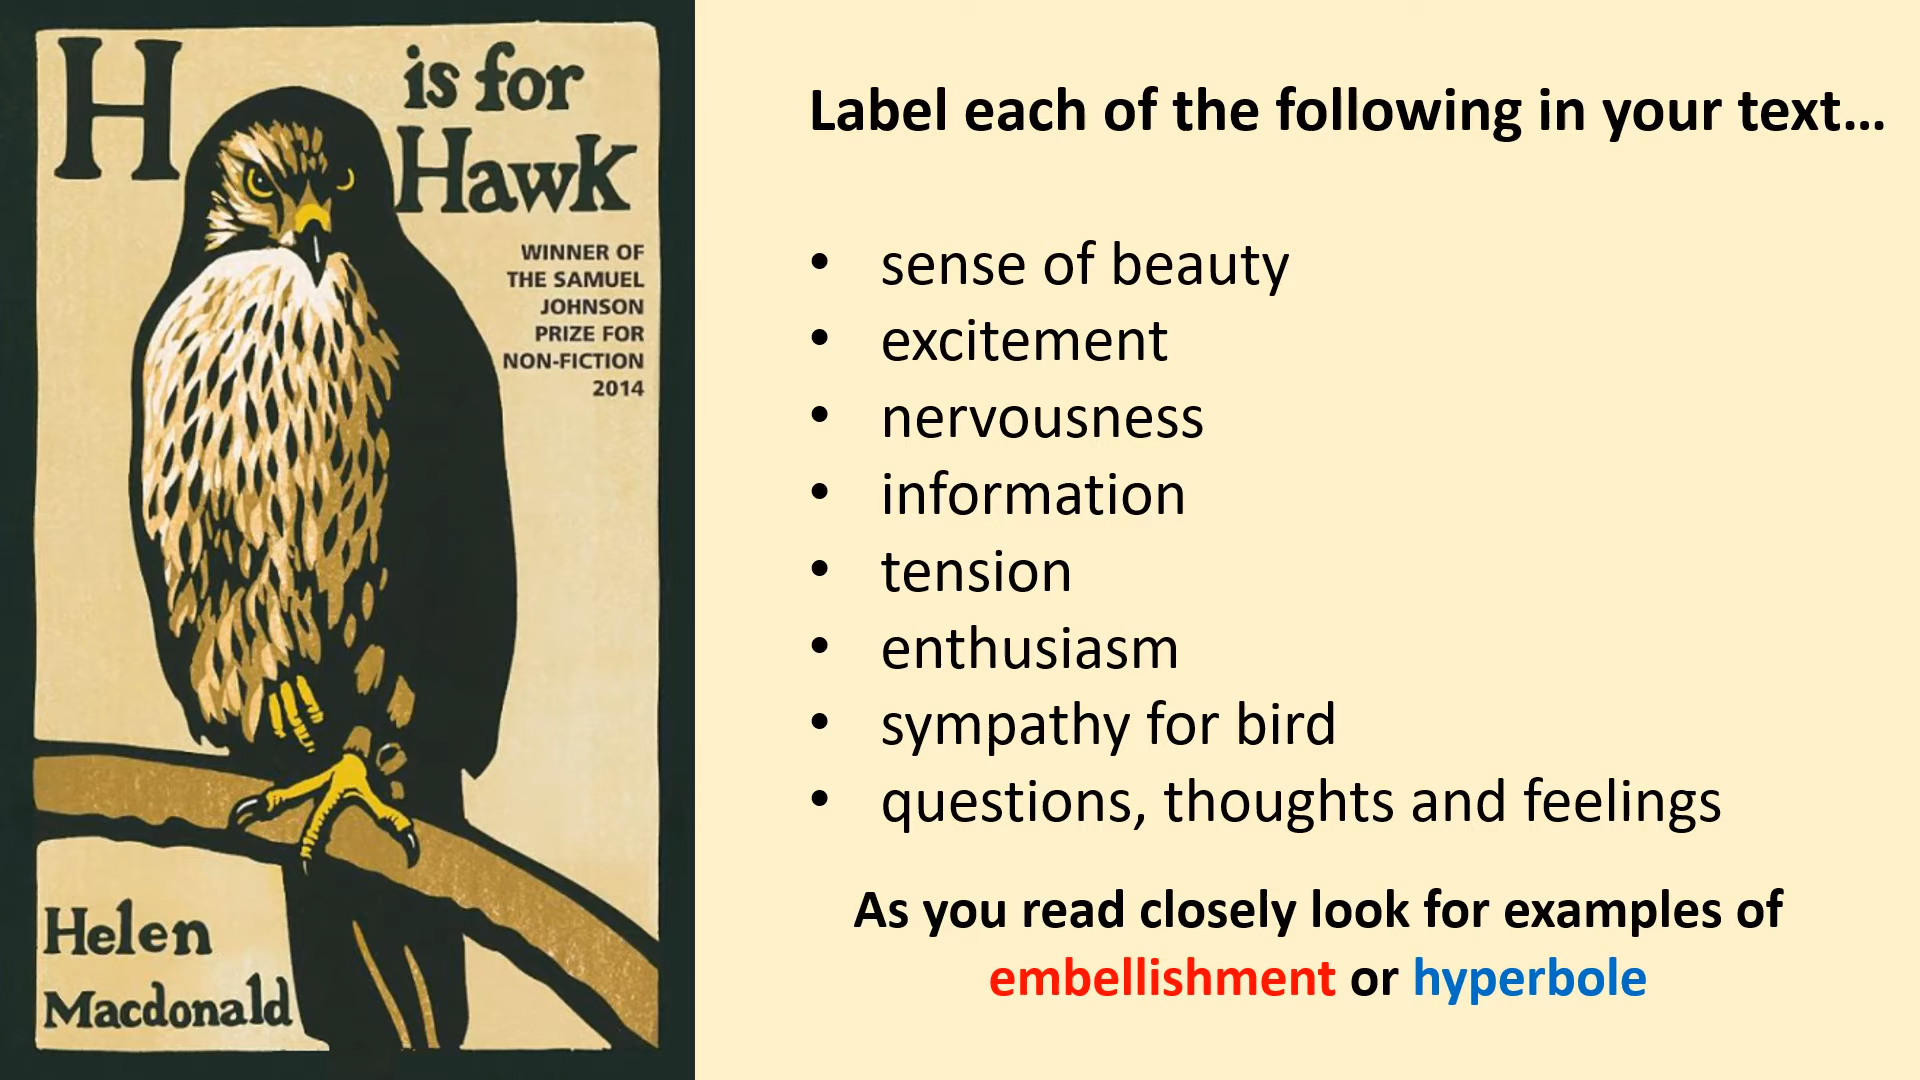 H is for
Hawk
WINNER OF
THE SAMUEL
JOHNSON
PRIZE FOR
NON-FICTION
2014
Helen
Macdonald
Label each of the following in your text...
• sense of beauty
• excitement
• nervousness
• information
• tension
• enthusiasm
• sympathy for bird
• questions, thoughts and feelings
As you read closely look for examples of
embellishment or hyperbole